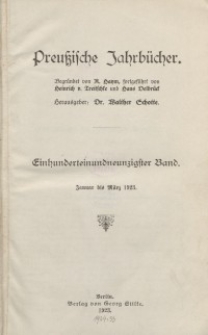 Preußische Jahrbücher.
Begründet von R. Haym, fortgeführt von
Heinrich v. Treitschke und Hans Delbrück
Herausgeber: Dr. Walther Schotte.
Einhunderteinundneunzigster Band.
Januar bis März 1923.
Berlin,
Verlag von Georg Stilke.
1923.